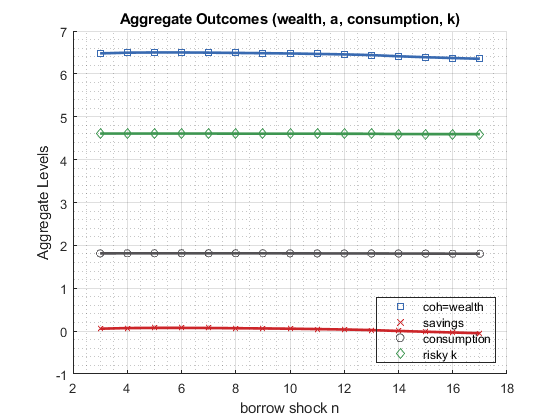 Aggregate Outcomes (wealth, a, consumption, k)
7
6
5
4
3
2
1
0
-1
Aggregate Levels
coh=wealth
savings
consumption
risky k
2 4 6 8 10 12 14 16 18
borrow shock n